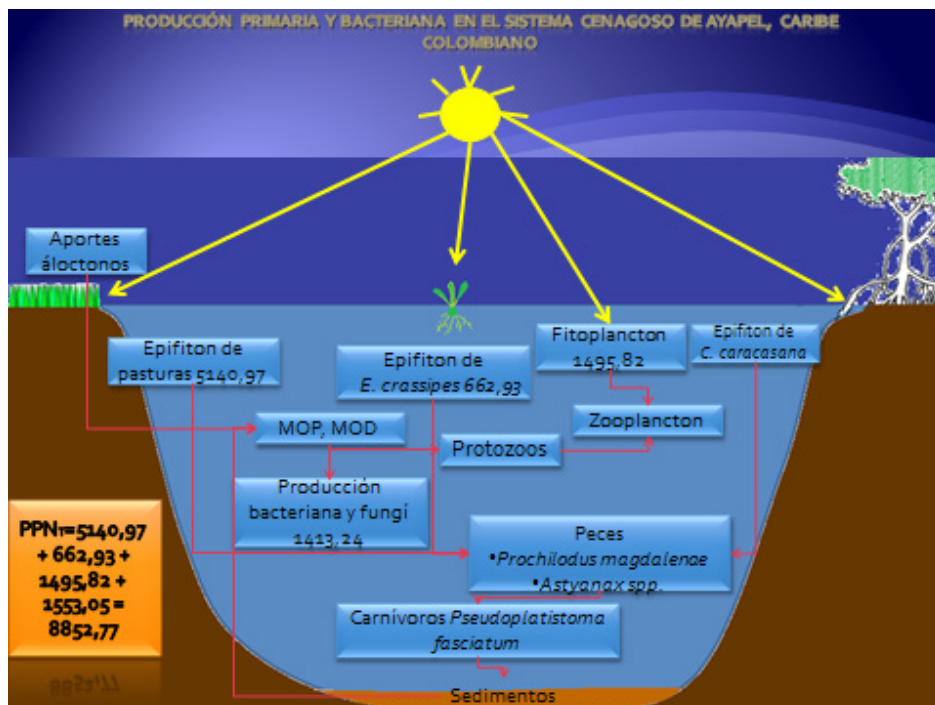 PRODUCCIÓN PRIMARIA Y BACTERIANA EN EL SISTEMA CENAGOSO DE AYAPEL, CARIBE
COLOMBIANO
Aportes
áloctonos
Epifiton de
pasturas 5140,97
Epifiton de
E. crassipes 662,93
Fitoplancton
1495,82
Epifiton de
C. caracasana
MOP, MOD
Protozoos
Zooplancton
Producción
bacteriana y fungí
1413,24
Peces
•Prochilodus magdalenae
•Astyanax spp.
Carnívoros Pseudoplatistoma
fasciatum
Sedimentos
PPNT=5140,97
+ 662,93 +
1495,82 +
1553,05 =
8852,77